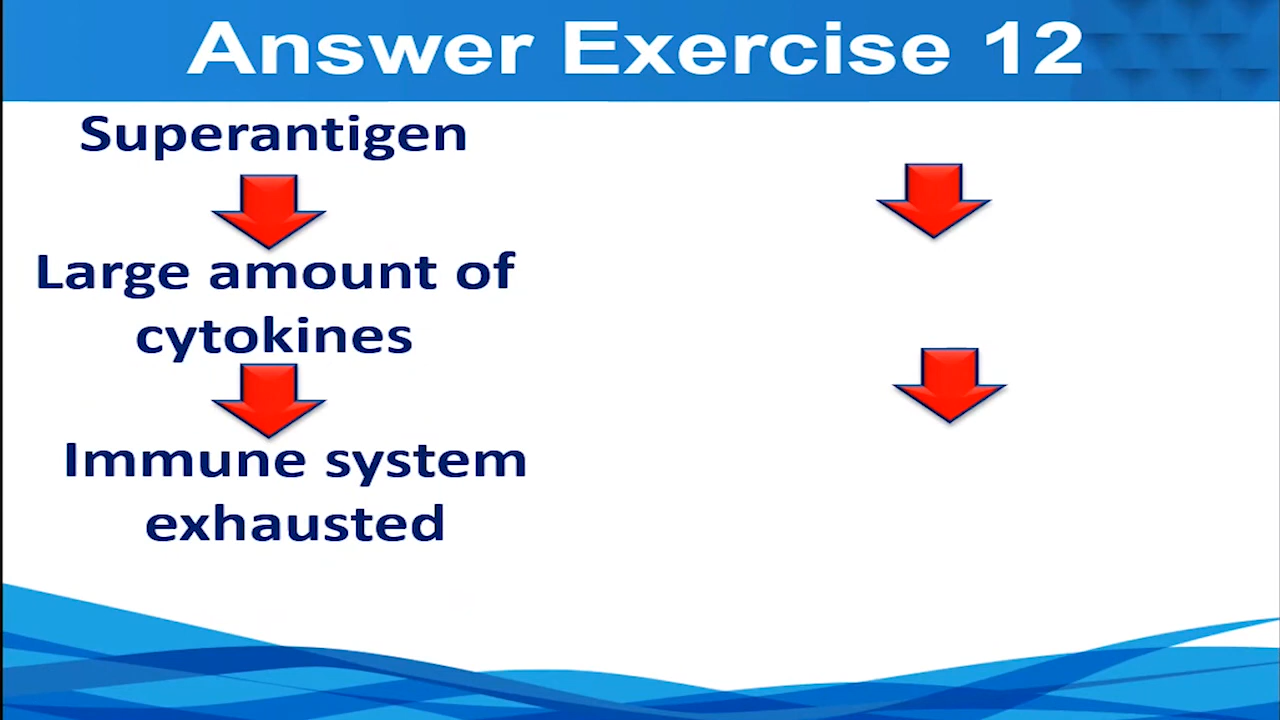 Answer Exercise 12
Superantigen
Large amount of
cytokines
Immune system
exhausted